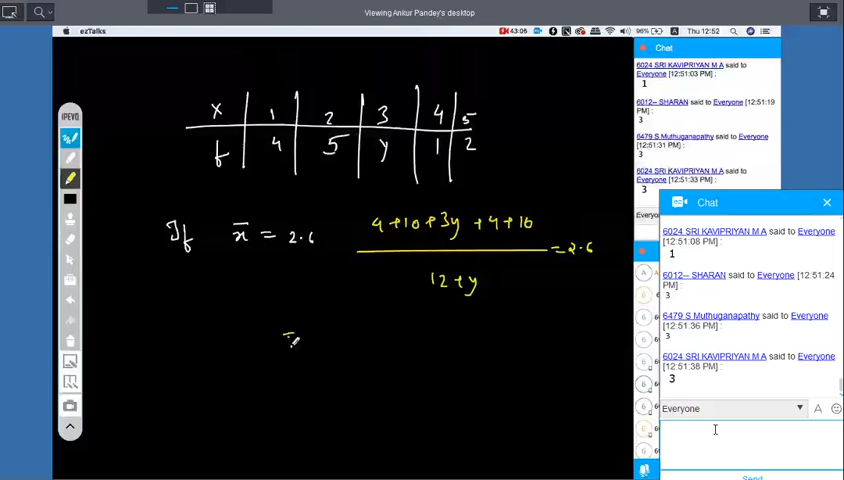 Viewing Ankur Pandey's desktop
ezTalks
43:06
96%
Thu 12:52
IPEVO
x 1 2 3 4 5
f 4 5 y 1 2
If x̄ = 2.6
4+10+3y+4+10
12+y
=2.6
Chat
6024 SRI KAVIPRIYAN M A said to
Everyone [12:51:03 PM] :
1
6012-- SHARAN said to Everyone [12:51:19
PM] :
3
6479 S Muthuganapathy said to Everyone
[12:51:31 PM] :
3
6024 SRI KAVIPRIYAN M A said to
Everyone [12:51:33 PM] :
3
Everyo
Chat
6024 SRI KAVIPRIYAN M A said to Everyone
[12:51:08 PM] :
1
6012-- SHARAN said to Everyone [12:51:24
PM] :
3
6479 S Muthuganapathy said to Everyone
[12:51:36 PM] :
3
6024 SRI KAVIPRIYAN M A said to Everyone
[12:51:38 PM] :
3
Everyone
A
Send